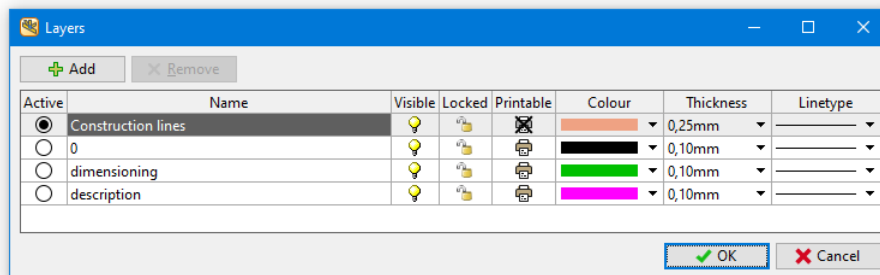 Layers
Add Remove
Active Name Visible Locked Printable Colour Thickness Linetype
Construction lines 0,25mm
0 0,10mm
dimensioning 0,10mm
description 0,10mm
OK Cancel